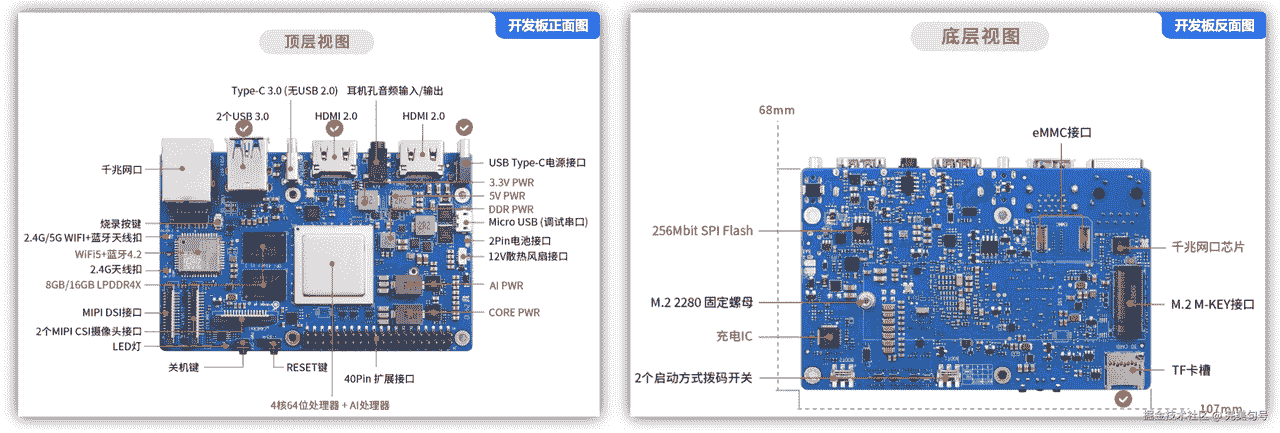 开发板正面图
顶层视图
Type-C 3.0 (无USB 2.0)
耳机孔音频输入/输出
2个USB 3.0
HDMI 2.0
HDMI 2.0
千兆网口
烧录按键
2.4G/5G WIFI+蓝牙天线扣
WiFi5+蓝牙4.2
2.4G天线扣
8GB/16GB LPDDR4X
MIPI DSI接口
2个MIPI CSI摄像头接口
LED灯
关机键
RESET键
40Pin 扩展接口
4核64位处理器 + AI处理器
USB Type-C电源接口
3.3V PWR
5V PWR
DDR PWR
Micro USB (调试串口)
2Pin电池接口
12V散热风扇接口
AI PWR
CORE PWR
开发板反面图
底层视图
68mm
eMMC接口
256Mbit SPI Flash
M.2 2280 固定螺母
充电IC
2个启动方式拨码开关
千兆网口芯片
M.2 M-KEY接口
TF卡槽
107mm
掘金技术社区 @ 完美句号